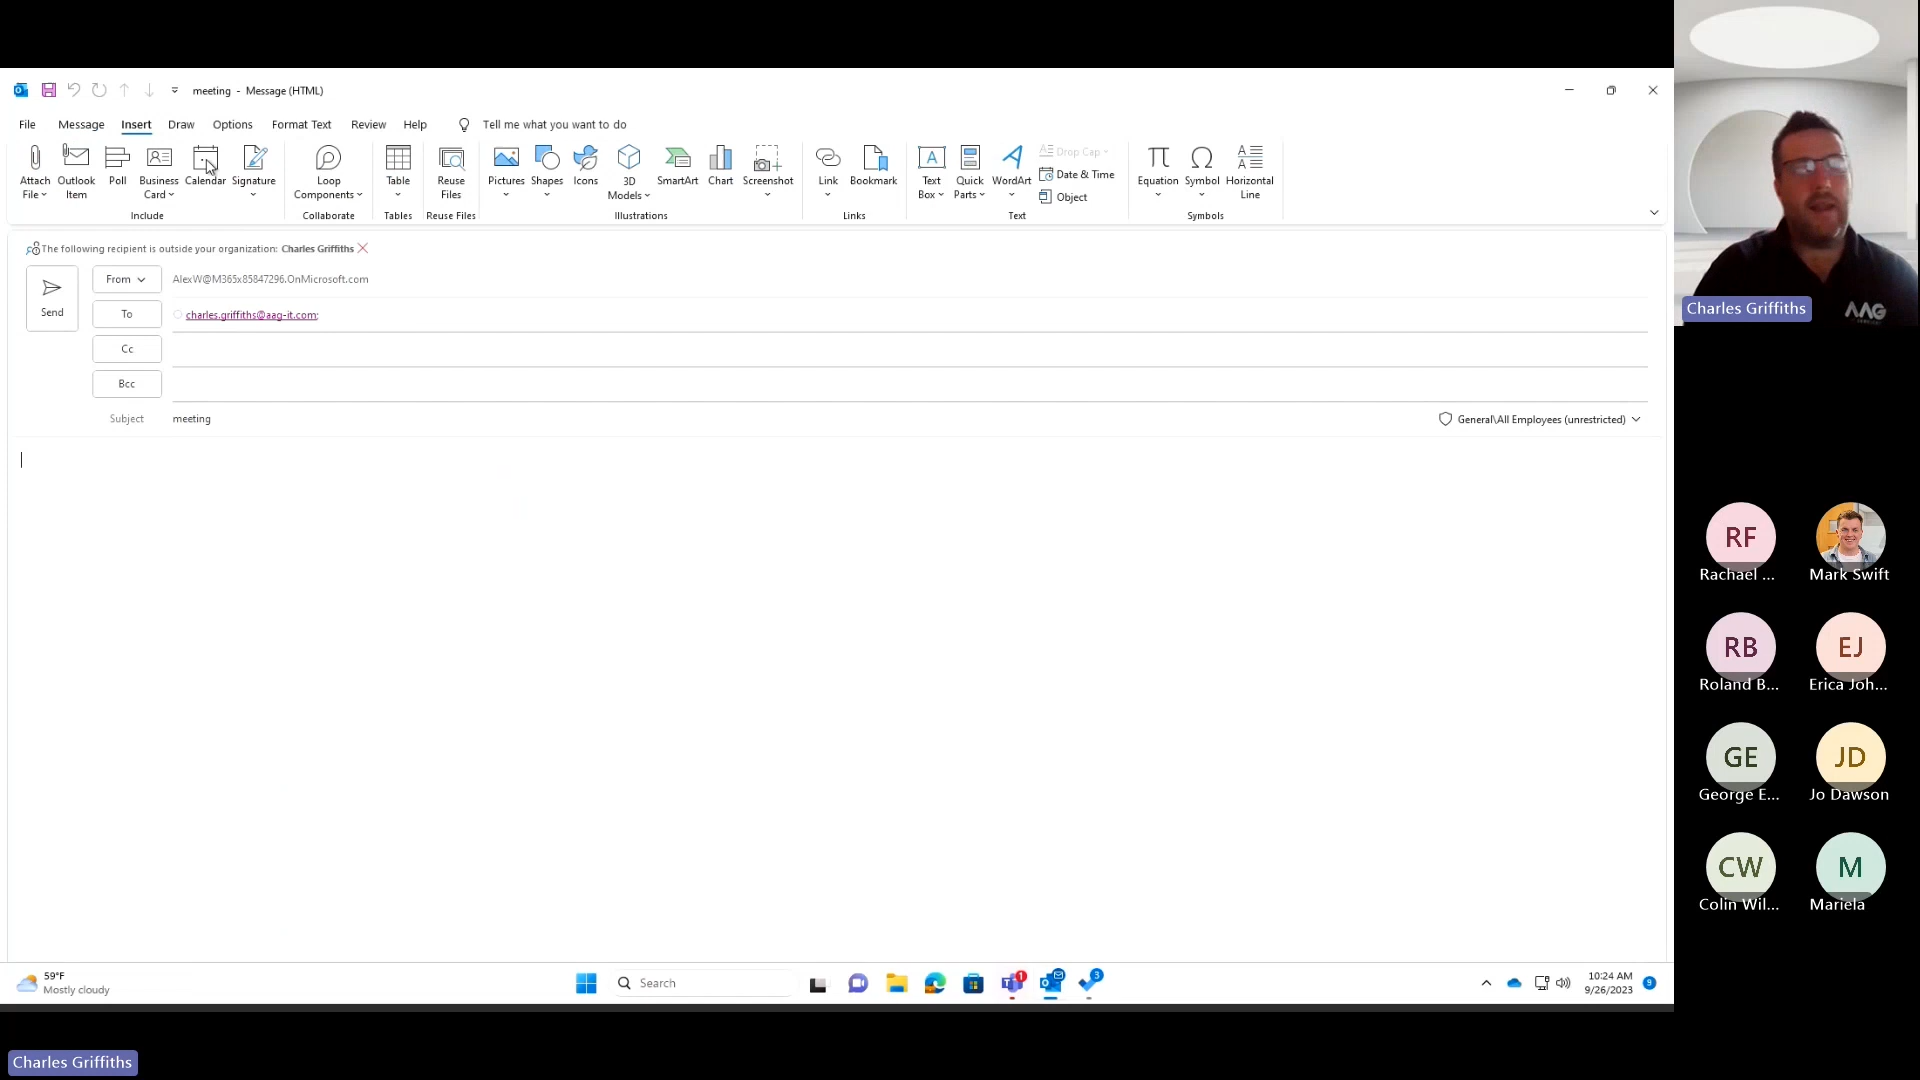 meeting - Message (HTML)
File Message Insert Draw Options Format Text Review Help Tell me what you want to do
Attach File
Outlook Item
Poll
Business Card
Calendar
Signature
Include
Loop Components
Collaborate
Table
Tables
Reuse Files
Reuse Files
Pictures
Shapes
Icons
3D Models
SmartArt
Chart
Screenshot
Illustrations
Link
Bookmark
Links
Text Box
Quick Parts
WordArt
Drop Cap
Date & Time
Object
Text
Equation
Symbol
Horizontal Line
Symbols
The following recipient is outside your organization: Charles Griffiths
Send
From AlexW@M365x85847296.OnMicrosoft.com
To charles.griffiths@aag-it.com;
Cc
Bcc
Subject meeting General\All Employees (unrestricted)
59°F
Mostly cloudy
Search
1
3
10:24 AM
9/26/2023
9
Charles Griffiths
AAG
RF
Rachael ...
Mark Swift
RB
Roland B...
EJ
Erica Joh...
GE
George E...
JD
Jo Dawson
CW
Colin Wil...
M
Mariela
Charles Griffiths